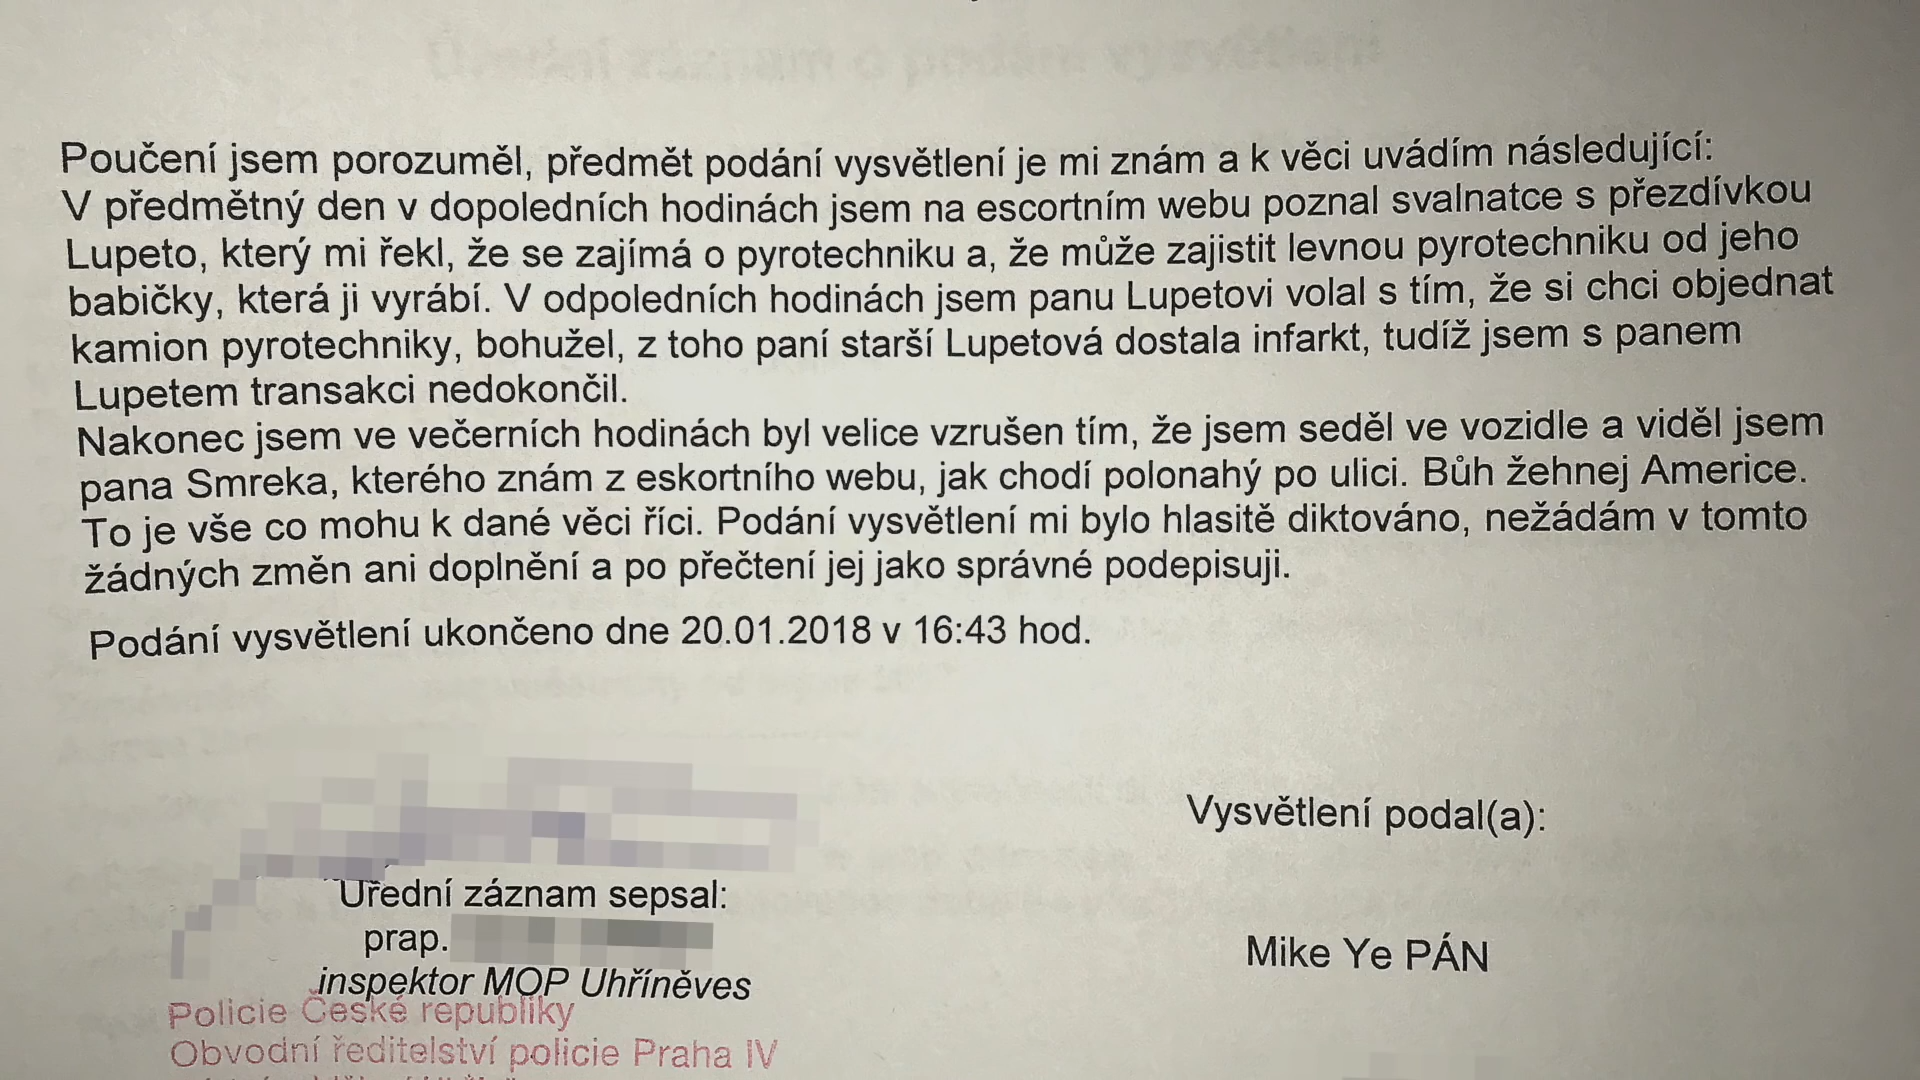 Poučení jsem porozuměl, předmět podání vysvětlení je mi znám a k věci uvádím následující:
V předmětný den v dopoledních hodinách jsem na escortním webu poznal svalnatce s přezdívkou
Lupeto, který mi řekl, že se zajímá o pyrotechniku a, že může zajistit levnou pyrotechniku od jeho
babičky, která ji vyrábí. V odpoledních hodinách jsem panu Lupetovi volal s tím, že si chci objednat
kamion pyrotechniky, bohužel, z toho paní starší Lupetová dostala infarkt, tudíž jsem s panem
Lupetem transakci nedokončil.
Nakonec jsem ve večerních hodinách byl velice vzrušen tím, že jsem seděl ve vozidle a viděl jsem
pana Smreka, kterého znám z eskortního webu, jak chodí polonahý po ulici. Bůh žehnej Americe.
To je vše co mohu k dané věci říci. Podání vysvětlení mi bylo hlasitě diktováno, nežádám v tomto
žádných změn ani doplnění a po přečtení jej jako správné podepisuji.
Podání vysvětlení ukončeno dne 20.01.2018 v 16:43 hod.
Vysvětlení podal(a):
Úřední záznam sepsal:
prap.
Mike Ye PÁN
inspektor MOP Uhříněves
Policie České republiky
Obvodní ředitelství policie Praha IV